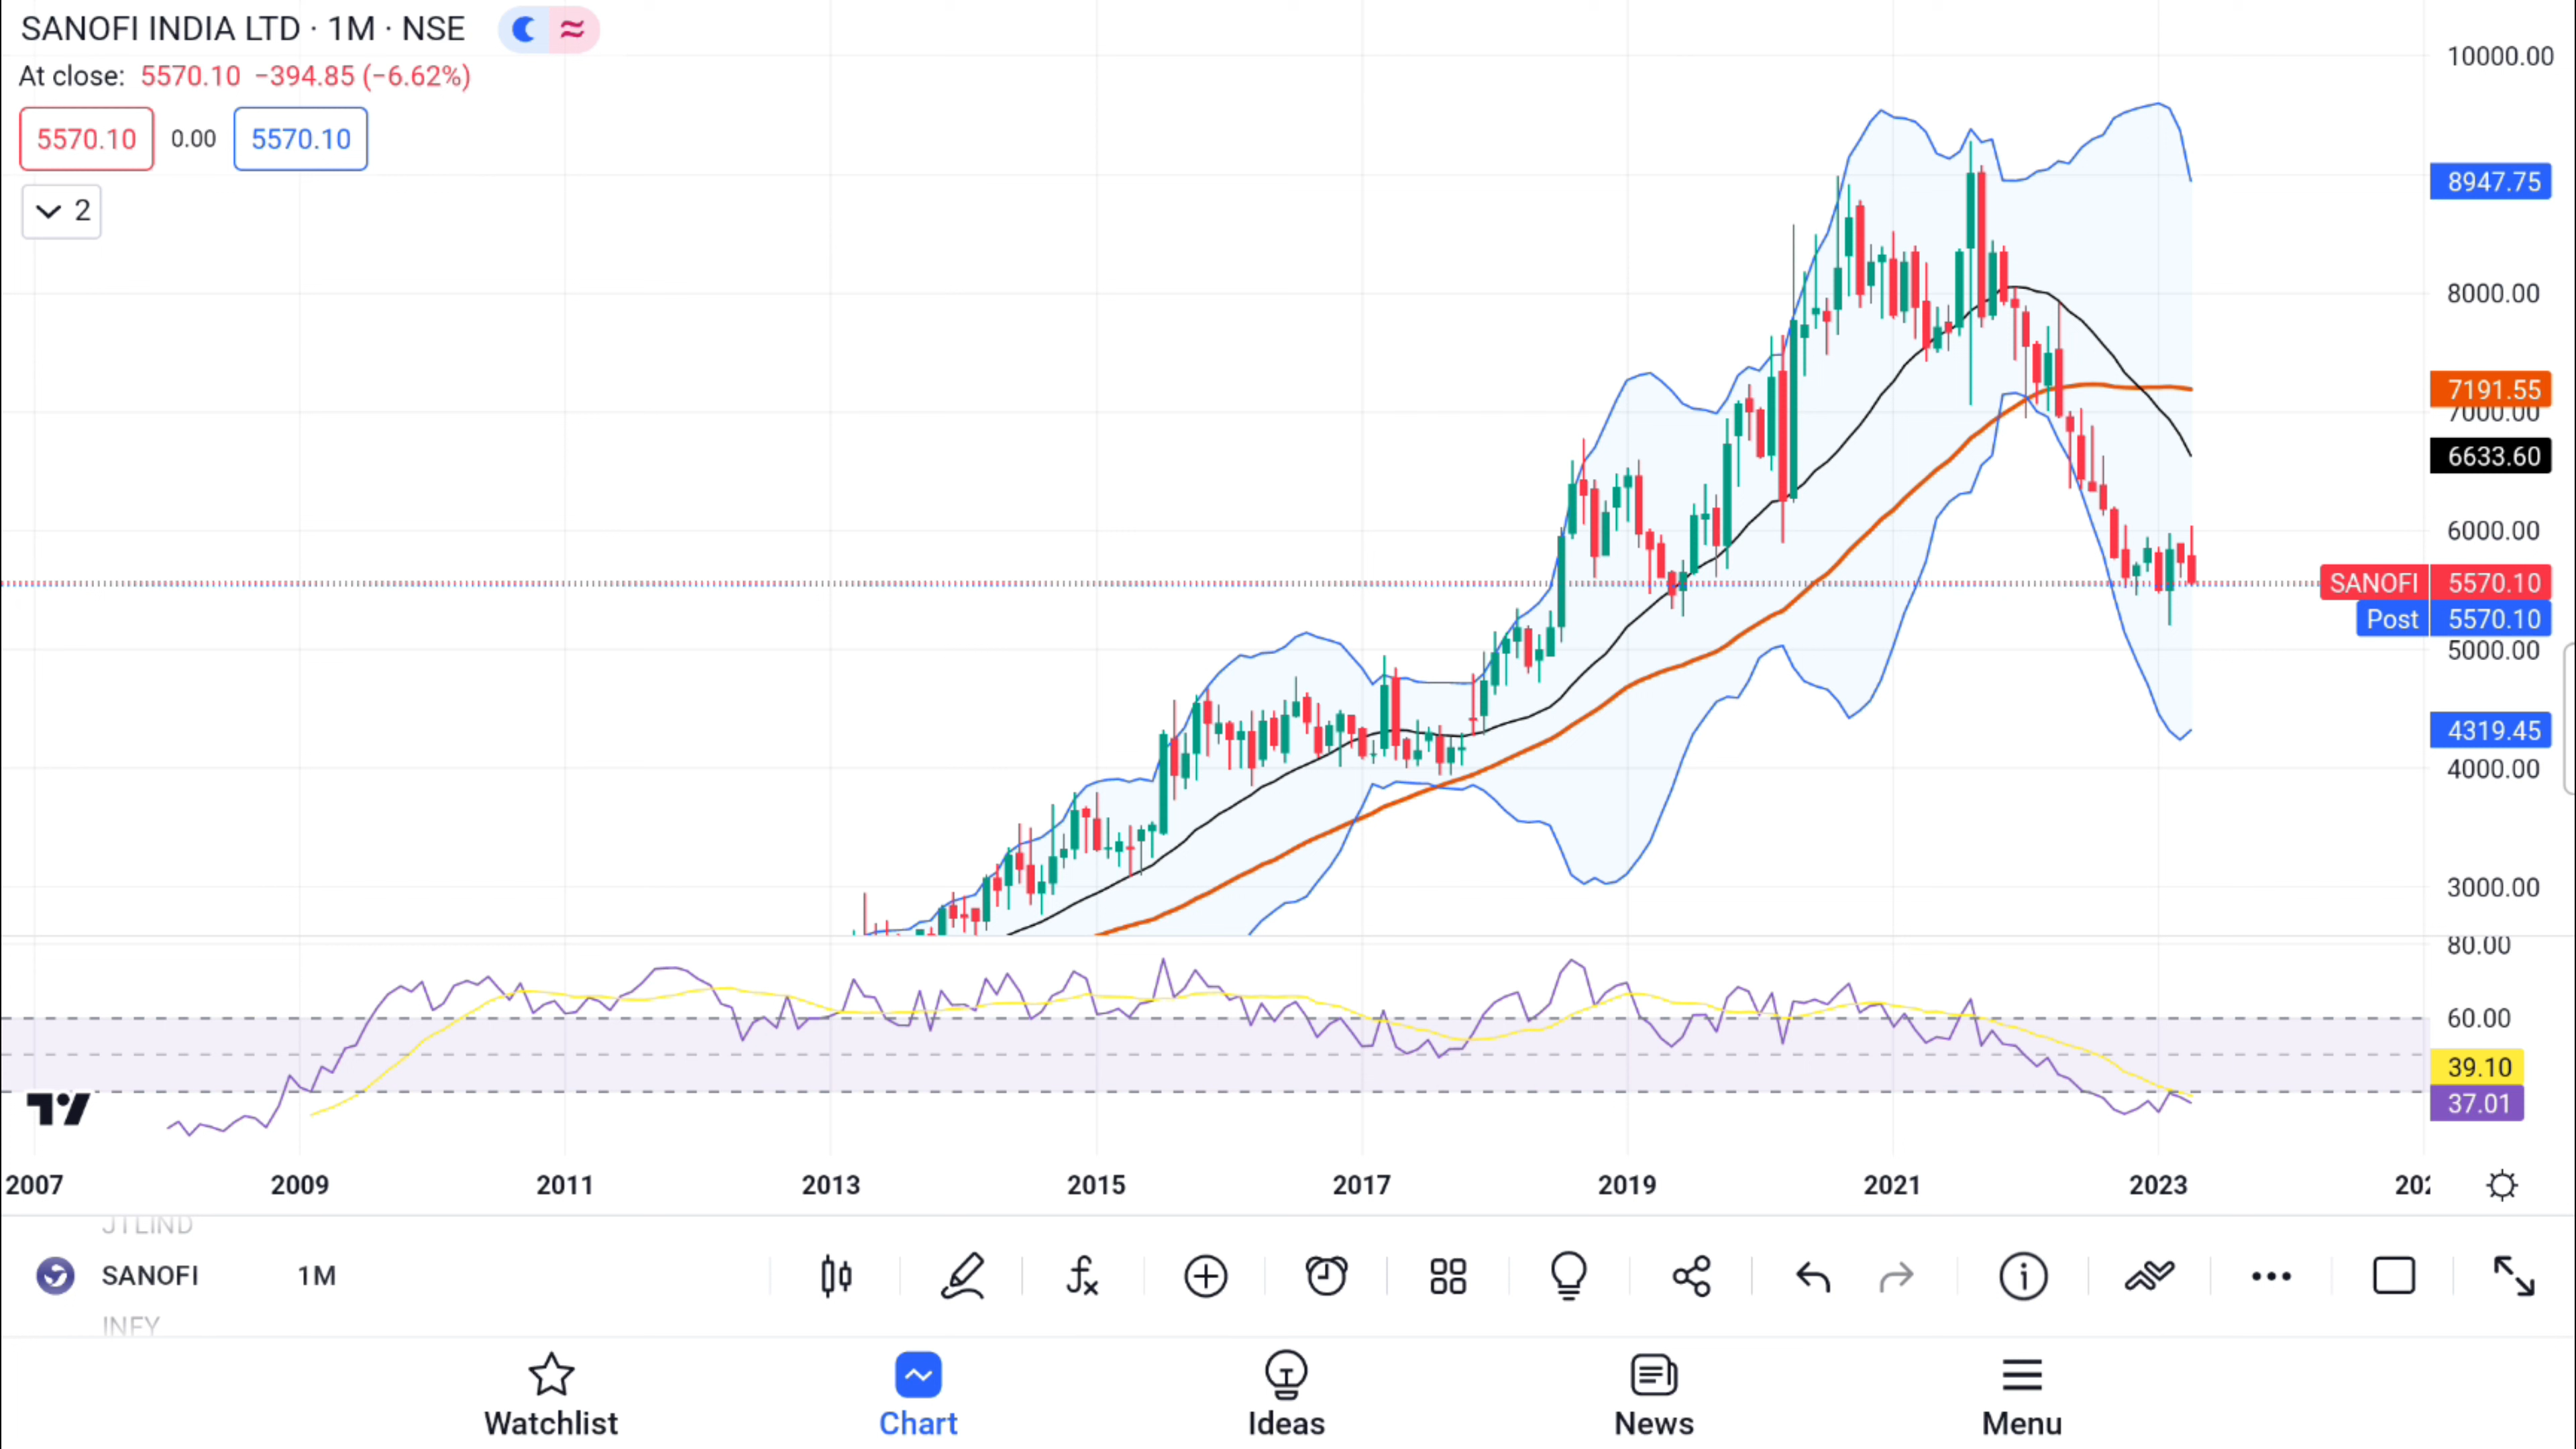 SANOFI INDIA LTD · 1M · NSE
At close: 5570.10 −394.85 (−6.62%)
5570.10 0.00 5570.10
2
10000.00
8947.75
8000.00
7191.55
7000.00
6633.60
6000.00
SANOFI 5570.10
Post 5570.10
5000.00
4319.45
4000.00
3000.00
80.00
60.00
39.10
37.01
2007 2009 2011 2013 2015 2017 2019 2021 2023 202
JTLIND
SANOFI 1M
INFY
Watchlist Chart Ideas News Menu